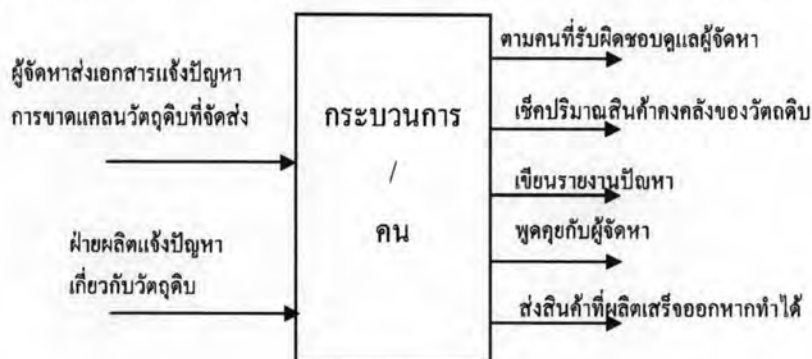 ผู้จัดหาส่งเอกสารแจ้งปัญหา
การขาดแคลนวัตถุดิบที่จัดส่ง
ฝ่ายผลิตแจ้งปัญหา
เกี่ยวกับวัตถุดิบ
กระบวนการ
/
คน
ตามคนที่รับผิดชอบดูแลผู้จัดหา
เช็คปริมาณสินค้าคงคลังของวัตถุดิบ
เขียนรายงานปัญหา
พูดคุยกับผู้จัดหา
ส่งสินค้าที่ผลิตเสร็จออกหากทำได้